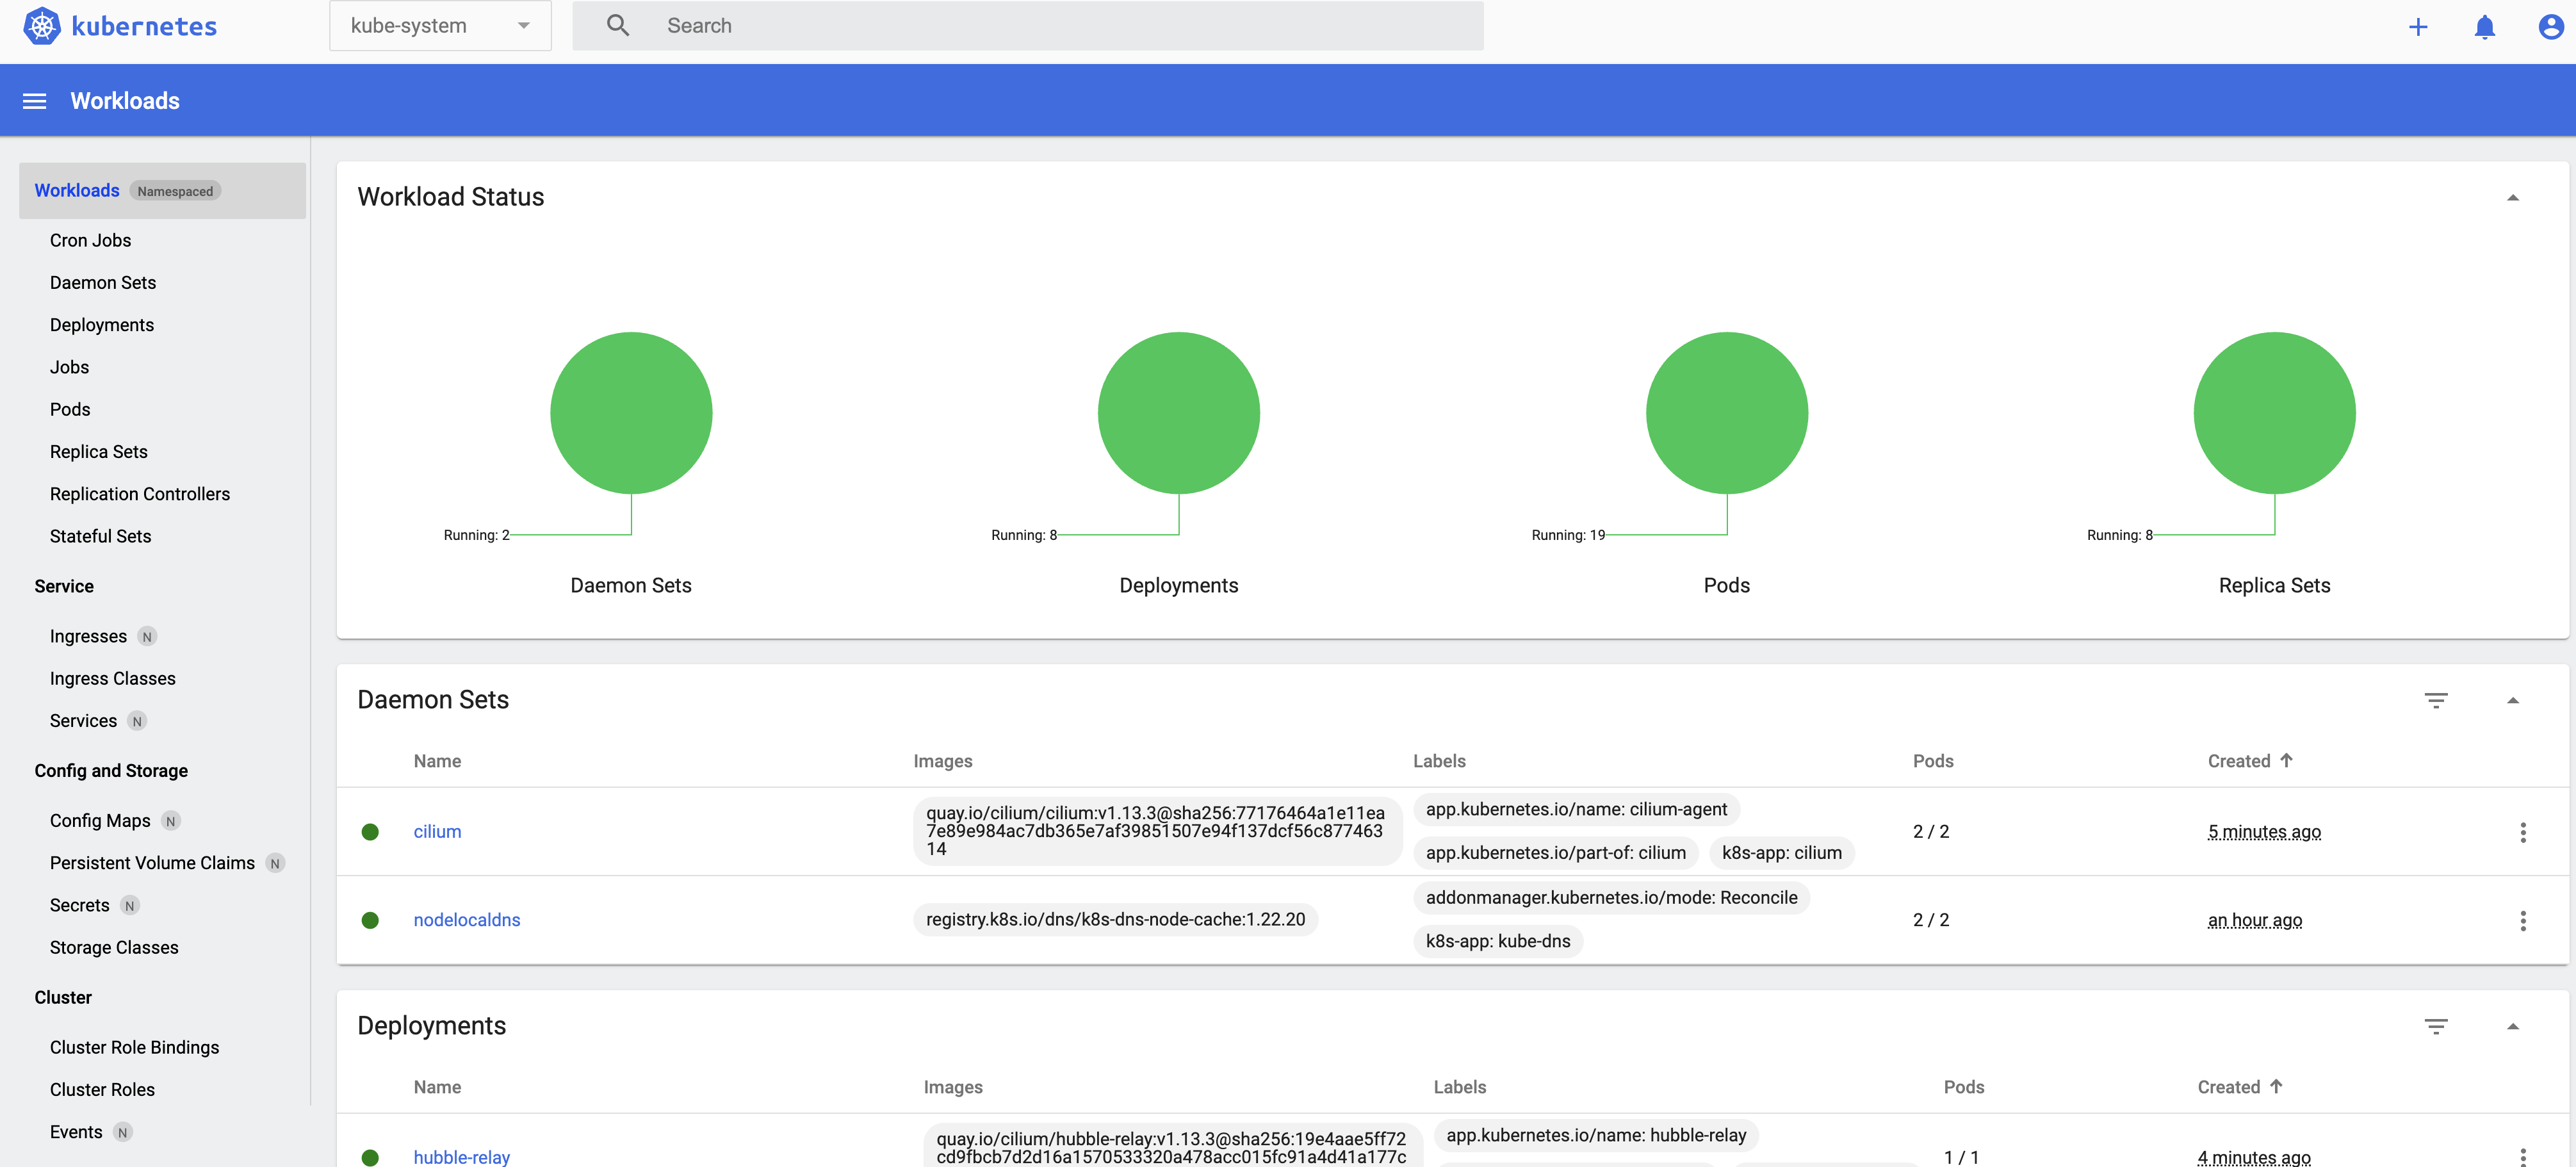 kubernetes
kube-system
Search
Workloads
Workloads Namespaced
Cron Jobs
Daemon Sets
Deployments
Jobs
Pods
Replica Sets
Replication Controllers
Stateful Sets
Service
Ingresses N
Ingress Classes
Services N
Config and Storage
Config Maps N
Persistent Volume Claims N
Secrets N
Storage Classes
Cluster
Cluster Role Bindings
Cluster Roles
Events N
Workload Status
Running: 2
Daemon Sets
Running: 8
Deployments
Running: 19
Pods
Running: 8
Replica Sets
Daemon Sets
Name Images Labels Pods Created
cilium
quay.io/cilium/cilium:v1.13.3@sha256:77176464a1e11ea
7e89e984ac7db365e7af39851507e94f137dcf56c877463
14
app.kubernetes.io/name: cilium-agent
app.kubernetes.io/part-of: cilium k8s-app: cilium
2 / 2
5 minutes ago
nodelocaldns
registry.k8s.io/dns/k8s-dns-node-cache:1.22.20
addonmanager.kubernetes.io/mode: Reconcile
k8s-app: kube-dns
2 / 2
an hour ago
Deployments
Name Images Labels Pods Created
hubble-relay
quay.io/cilium/hubble-relay:v1.13.3@sha256:19e4aae5ff72
cd9fbcb7d2d16a1570533320a478acc015fc91a4d41a177c
app.kubernetes.io/name: hubble-relay
1 / 1
4 minutes ago